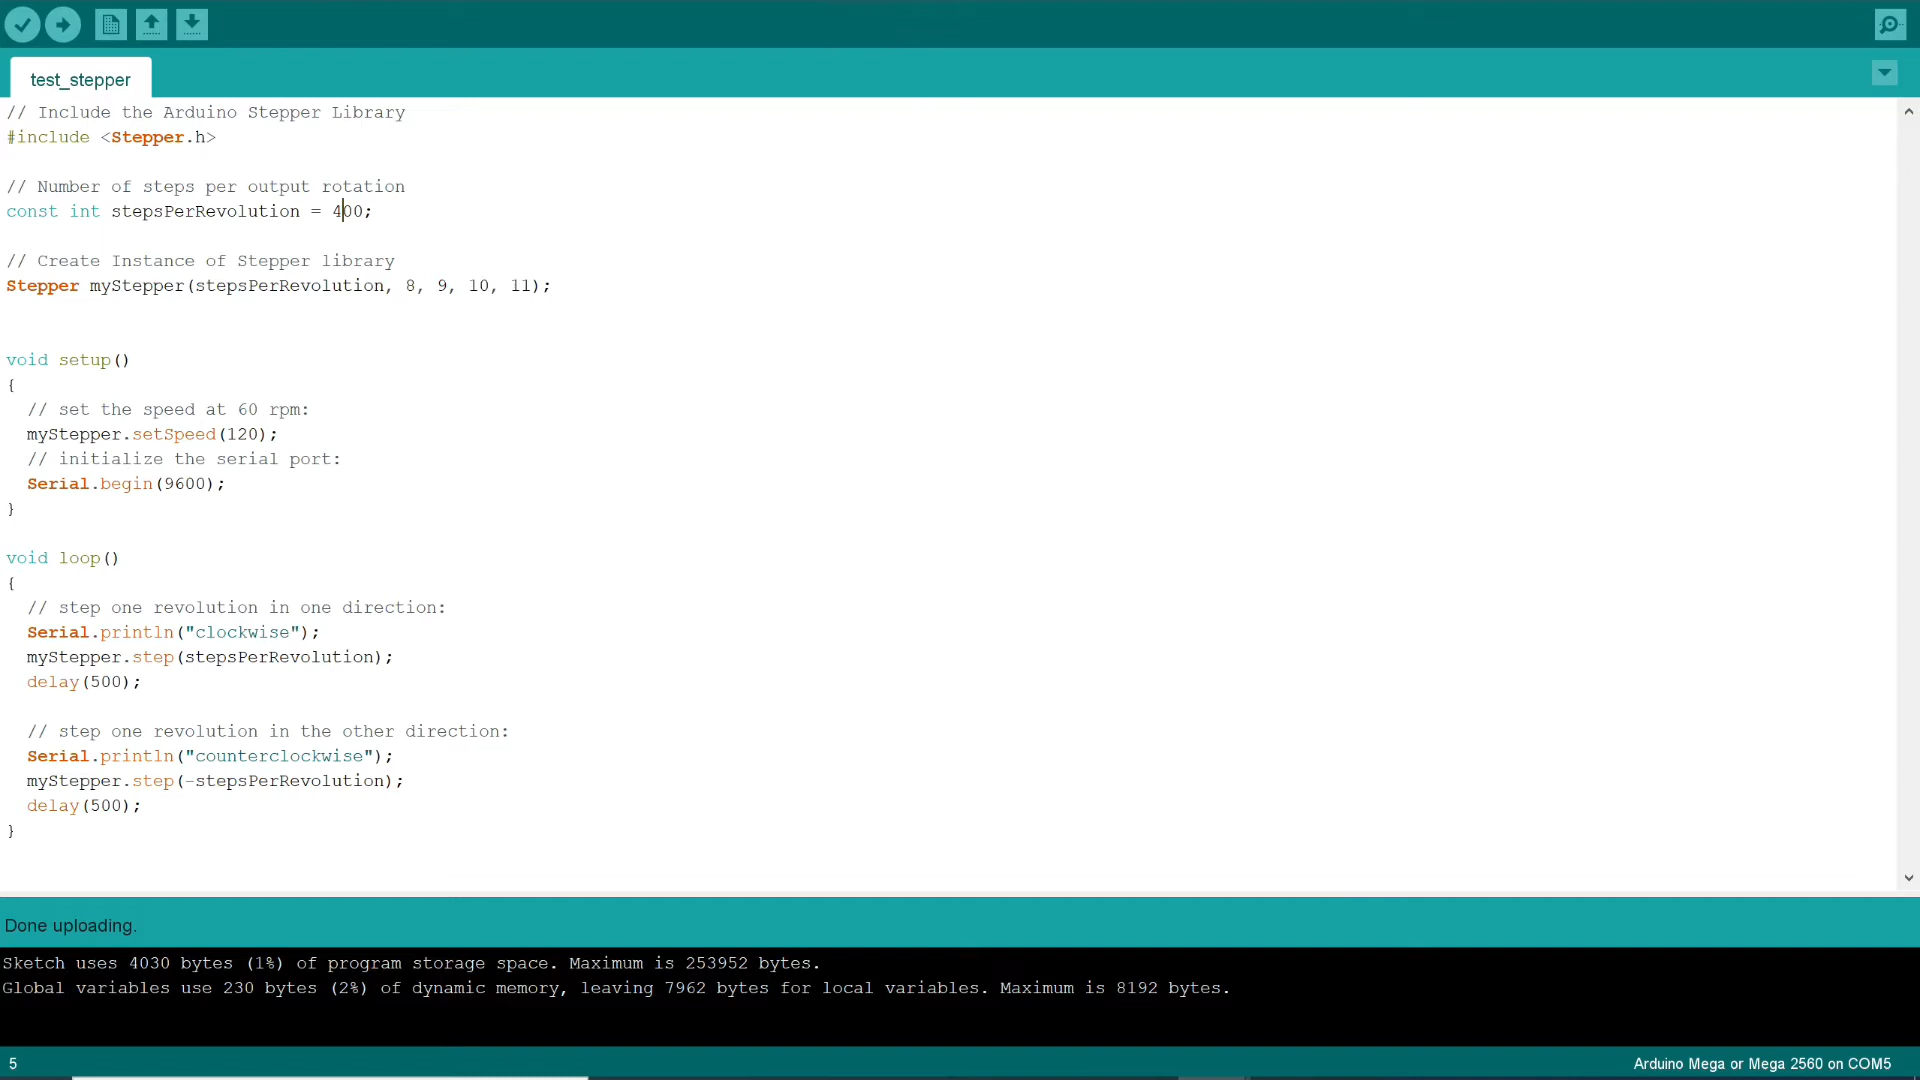 test_stepper
// Include the Arduino Stepper Library
#include <Stepper.h>
// Number of steps per output rotation
const int stepsPerRevolution = 400;
// Create Instance of Stepper library
Stepper myStepper(stepsPerRevolution, 8, 9, 10, 11);
void setup()
{
// set the speed at 60 rpm:
myStepper.setSpeed(120);
// initialize the serial port:
Serial.begin(9600);
}
void loop()
{
// step one revolution in one direction:
Serial.println("clockwise");
myStepper.step(stepsPerRevolution);
delay(500);
// step one revolution in the other direction:
Serial.println("counterclockwise");
myStepper.step(-stepsPerRevolution);
delay(500);
}
Done uploading.
Sketch uses 4030 bytes (1%) of program storage space. Maximum is 253952 bytes.
Global variables use 230 bytes (2%) of dynamic memory, leaving 7962 bytes for local variables. Maximum is 8192 bytes.
5
Arduino Mega or Mega 2560 on COM5